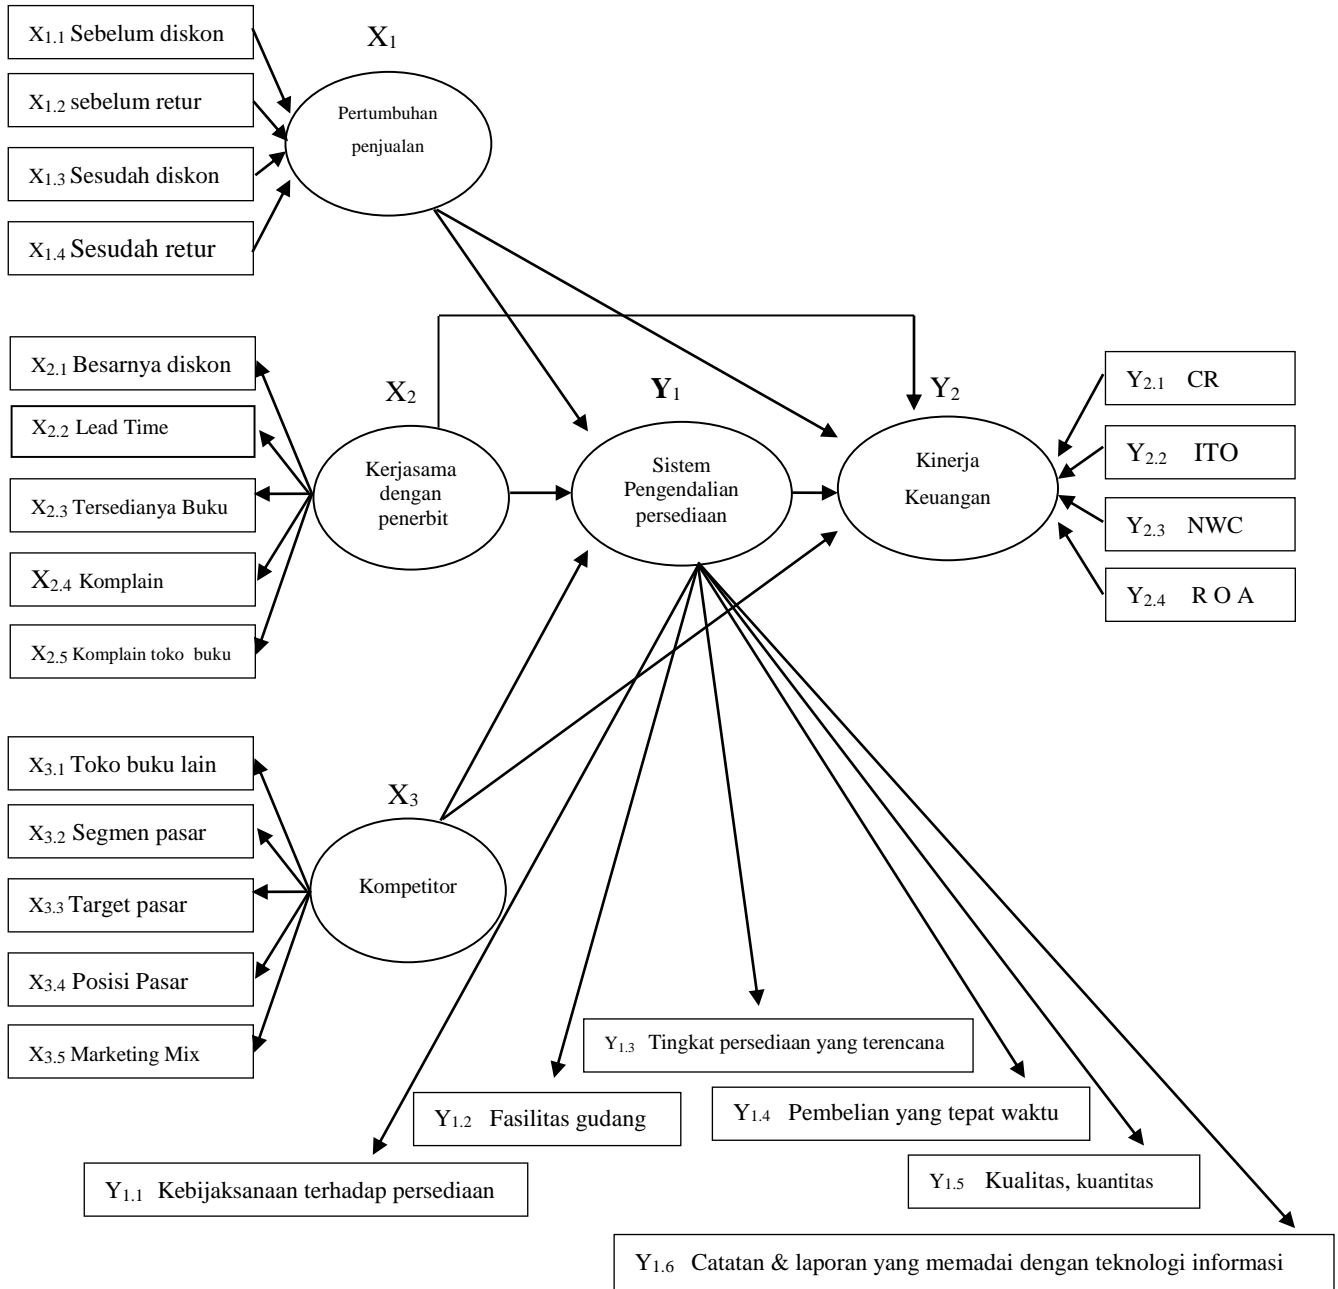 X1.1 Sebelum diskon
X1.2 sebelum retur
X1.3 Sesudah diskon
X1.4 Sesudah retur
X1
Pertumbuhan
penjualan
X2.1 Besarnya diskon
X2.2 Lead Time
X2.3 Tersedianya Buku
X2.4 Komplain
X2.5 Komplain toko buku
X2
Kerjasama
dengan
penerbit
Y1
Sistem
Pengendalian
persediaan
Y2
Kinerja
Keuangan
Y2.1 CR
Y2.2 ITO
Y2.3 NWC
Y2.4 R O A
X3.1 Toko buku lain
X3.2 Segmen pasar
X3.3 Target pasar
X3.4 Posisi Pasar
X3.5 Marketing Mix
X3
Kompetitor
Y1.3 Tingkat persediaan yang terencana
Y1.2 Fasilitas gudang
Y1.4 Pembelian yang tepat waktu
Y1.1 Kebijaksanaan terhadap persediaan
Y1.5 Kualitas, kuantitas
Y1.6 Catatan & laporan yang memadai dengan teknologi informasi